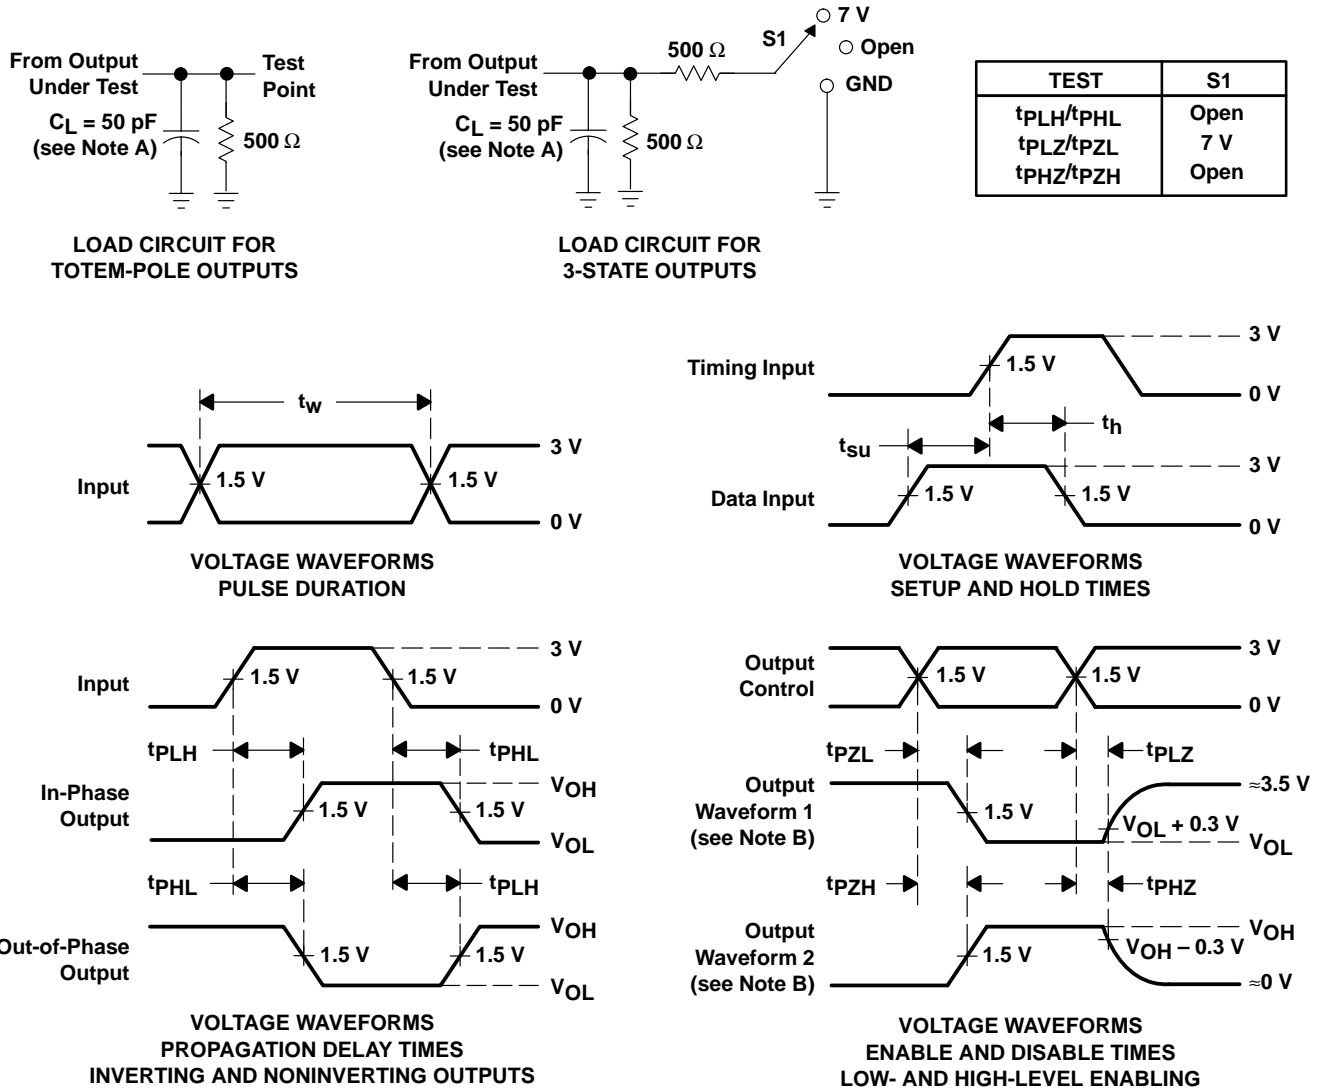 From Output
Under Test
Test
Point
CL = 50 pF
(see Note A)
500 Ω
LOAD CIRCUIT FOR
TOTEM-POLE OUTPUTS
From Output
Under Test
500 Ω
S1
7 V
Open
GND
CL = 50 pF
(see Note A)
500 Ω
LOAD CIRCUIT FOR
3-STATE OUTPUTS
TEST S1
tPLH/tPHL Open
tPLZ/tPZL 7 V
tPHZ/tPZH Open
tw
Input
1.5 V
1.5 V
3 V
0 V
VOLTAGE WAVEFORMS
PULSE DURATION
Timing Input
1.5 V
3 V
0 V
tsu
th
Data Input
1.5 V
1.5 V
3 V
0 V
VOLTAGE WAVEFORMS
SETUP AND HOLD TIMES
Input
1.5 V
1.5 V
3 V
0 V
tPLH
tPHL
In-Phase
Output
1.5 V
1.5 V
VOH
VOL
tPHL
tPLH
Out-of-Phase
Output
1.5 V
1.5 V
VOH
VOL
VOLTAGE WAVEFORMS
PROPAGATION DELAY TIMES
INVERTING AND NONINVERTING OUTPUTS
Output
Control
1.5 V
1.5 V
3 V
0 V
tPZL
tPLZ
Output
Waveform 1
(see Note B)
1.5 V
VOL + 0.3 V
≈3.5 V
VOL
tPZH
tPHZ
Output
Waveform 2
(see Note B)
1.5 V
VOH − 0.3 V
VOH
≈0 V
VOLTAGE WAVEFORMS
ENABLE AND DISABLE TIMES
LOW- AND HIGH-LEVEL ENABLING